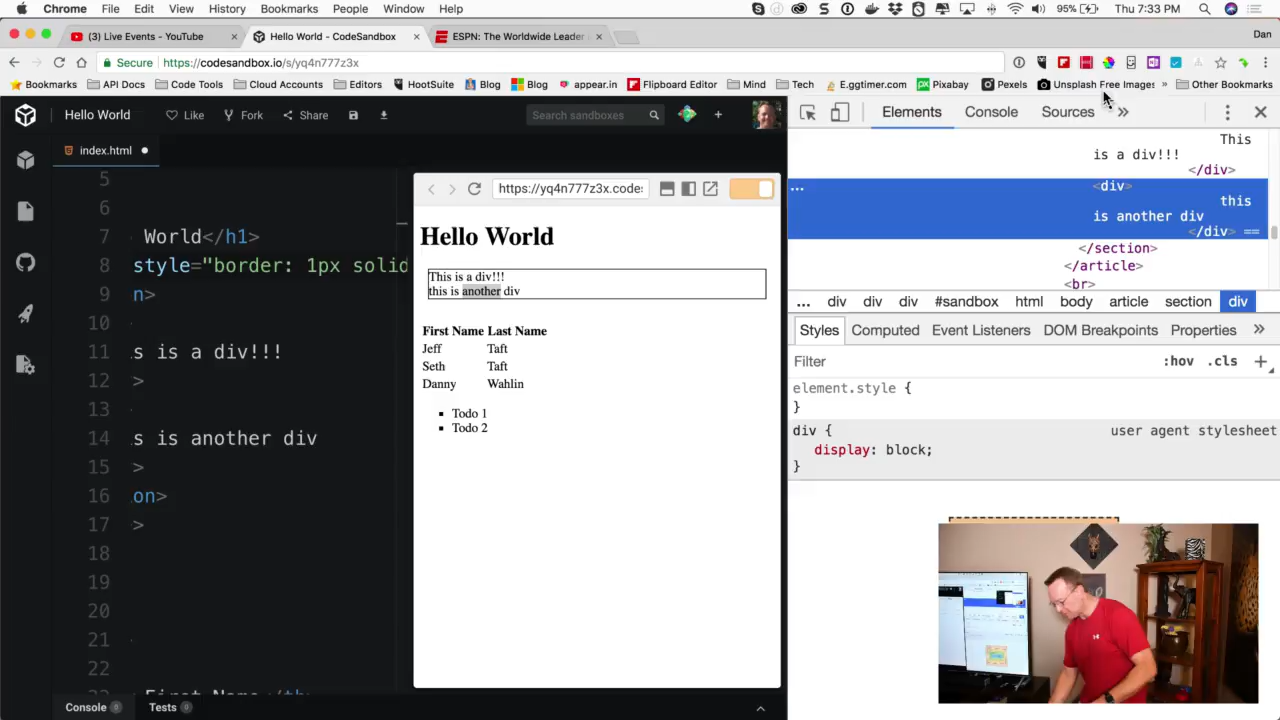 Chrome File Edit View History Bookmarks People Window Help 95% Thu 7:33 PM
(3) Live Events - YouTube Hello World - CodeSandbox ESPN: The Worldwide Leader Dan
Secure https://codesandbox.io/s/yq4n777z3x
Bookmarks API Docs Code Tools Cloud Accounts Editors HootSuite Blog Blog appear.in Flipboard Editor E.ggtimer.com Mind Tech Pixabay Pexels Unsplash Free Images » Other Bookmarks
Hello World Like Fork Share Search sandboxes
index.html
5
6
7 World</h1>
8 style="border: 1px solid
9 n>
10
11 s is a div!!!
12 >
13
14 s is another div
15 >
16 on>
17 >
18
19
20
21
22
Console 0 Tests 0
https://yq4n777z3x.codes
Hello World
This is a div!!!
this is another div
First Name Last Name
Jeff Taft
Seth Taft
Danny Wahlin
Todo 1
Todo 2
Elements Console Sources »
This
is a div!!!
</div>
<div>
this
is another div
</div> ==
</section>
</article>
<br>
... div div div #sandbox html body article section div
Styles Computed Event Listeners DOM Breakpoints Properties »
Filter :hov .cls +
element.style {
}
div { user agent stylesheet
display: block;
}